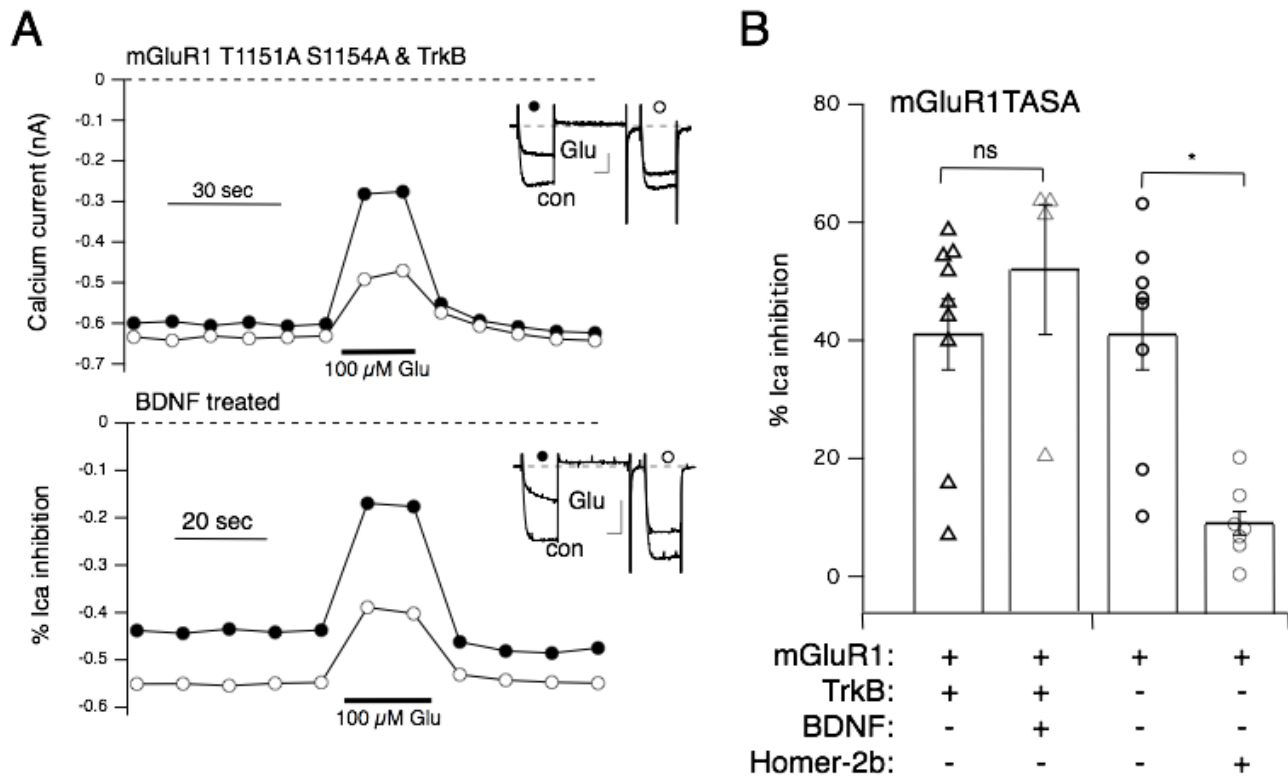 A
mGluR1 T1151A S1154A & TrkB
0
-0.1
-0.2
-0.3
-0.4
-0.5
-0.6
-0.7
Calcium current (nA)
30 sec
Glu
con
100 µM Glu
BDNF treated
0
-0.1
-0.2
-0.3
-0.4
-0.5
-0.6
% Ica inhibition
20 sec
Glu
con
100 µM Glu
B
mGluR1TASA
80
60
40
20
0
% Ica inhibition
ns
*
mGluR1: + + + +
TrkB: + + - -
BDNF: - + - -
Homer-2b: - - - +